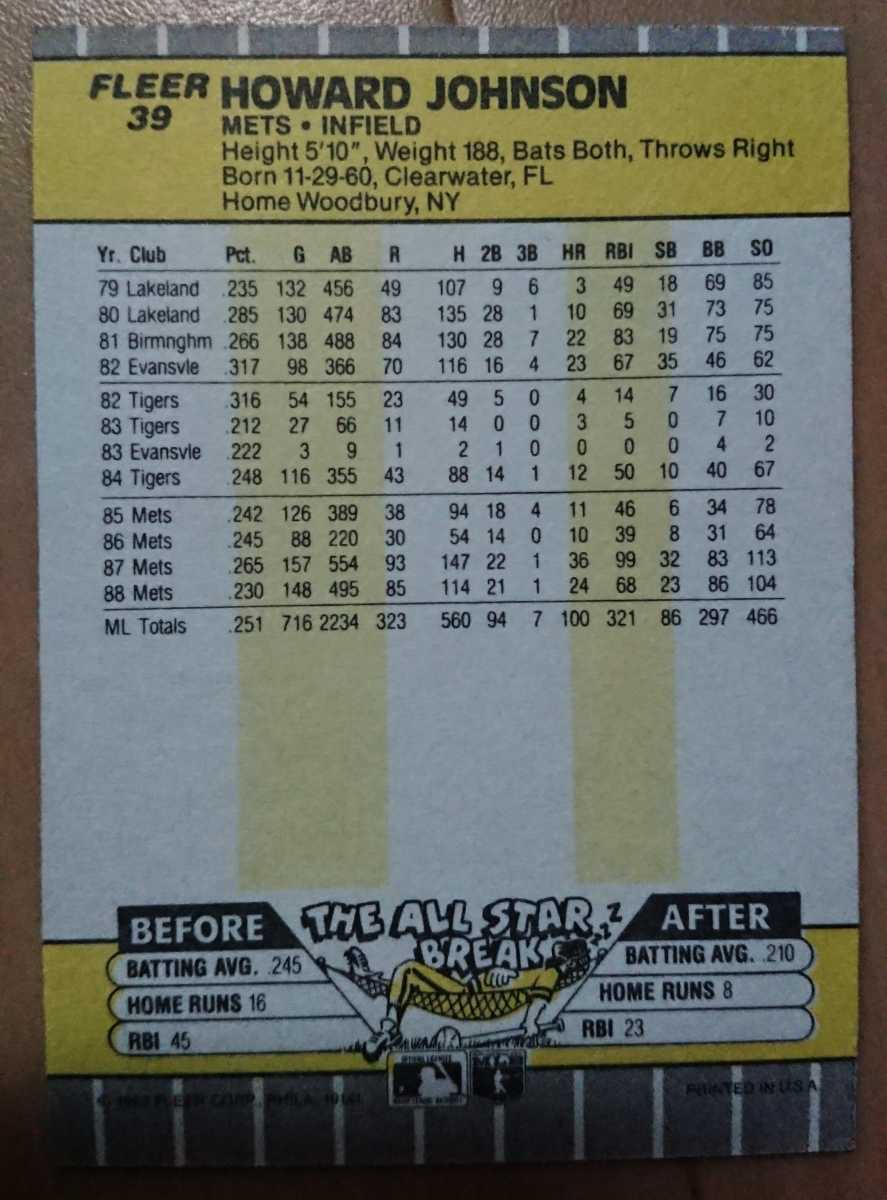 FLEER HOWARD JOHNSON
39
METS • INFIELD
Height 5'10", Weight 188, Bats Both, Throws Right
Born 11-29-60, Clearwater, FL
Home Woodbury, NY
Yr. Club Pct. G AB R H 2B 3B HR RBI SB BB SO
79 Lakeland .235 132 456 49 107 9 6 3 49 18 69 85
80 Lakeland .285 130 474 83 135 28 1 10 69 31 73 75
81 Birmnghm .266 138 488 84 130 28 7 22 83 19 75 75
82 Evansvle .317 98 366 70 116 16 4 23 67 35 46 62
82 Tigers .316 54 155 23 49 5 0 4 14 7 16 30
83 Tigers .212 27 66 11 14 0 0 3 5 0 7 10
83 Evansvle .222 3 9 1 2 1 0 0 0 0 4 2
84 Tigers .248 116 355 43 88 14 1 12 50 10 40 67
85 Mets .242 126 389 38 94 18 4 11 46 6 34 78
86 Mets .245 88 220 30 54 14 0 10 39 8 31 64
87 Mets .265 157 554 93 147 22 1 36 99 32 83 113
88 Mets .230 148 495 85 114 21 1 24 68 23 86 104
ML Totals .251 716 2234 323 560 94 7 100 321 86 297 466
THE ALL STAR BREAK
ZZZ
BEFORE
BATTING AVG. .245
HOME RUNS 16
RBI 45
AFTER
BATTING AVG. .210
HOME RUNS 8
RBI 23
FLEER CORP., PHILA.
PRINTED IN U.S.A.